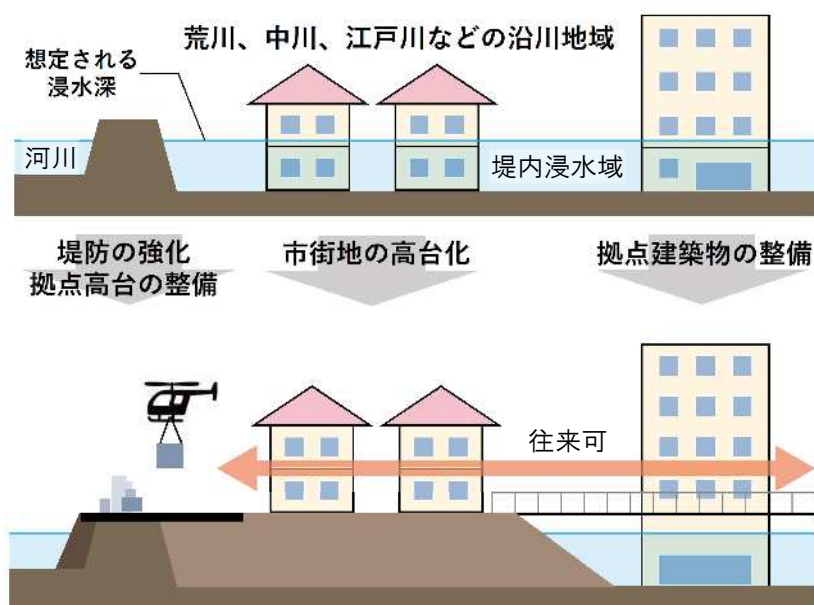 荒川、中川、江戸川などの沿川地域
想定される
浸水深
河川
堤内浸水域
堤防の強化
拠点高台の整備
市街地の高台化
拠点建築物の整備
往来可